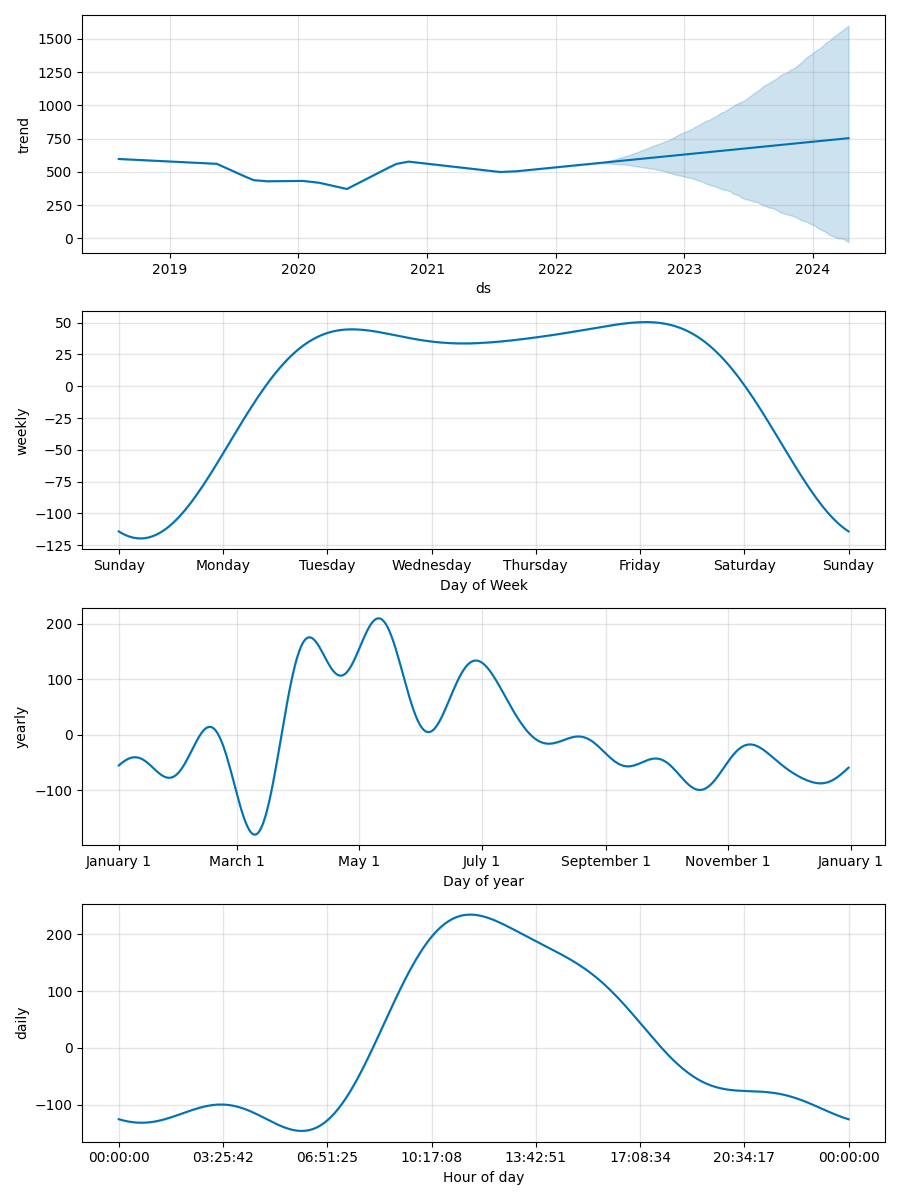 1500
1250
1000
750
500
250
0
trend
2019 2020 2021 2022 2023 2024
ds
50
25
0
−25
−50
−75
−100
−125
weekly
Sunday Monday Tuesday Wednesday Thursday Friday Saturday Sunday
Day of Week
200
100
0
−100
yearly
January 1 March 1 May 1 July 1 September 1 November 1 January 1
Day of year
200
100
0
−100
daily
00:00:00 03:25:42 06:51:25 10:17:08 13:42:51 17:08:34 20:34:17 00:00:00
Hour of day